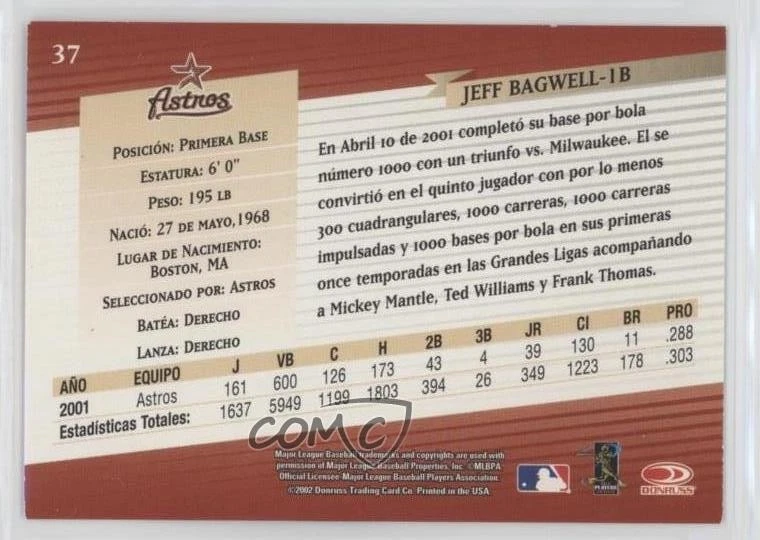 37
Astros
JEFF BAGWELL-1B
POSICIÓN: PRIMERA BASE
ESTATURA: 6' 0"
PESO: 195 LB
NACIÓ: 27 DE MAYO, 1968
LUGAR DE NACIMIENTO:
BOSTON, MA
SELECCIONADO POR: ASTROS
BATÉA: DERECHO
LANZA: DERECHO
En Abril 10 de 2001 completó su base por bola
número 1000 con un triunfo vs. Milwaukee. El se
convirtió en el quinto jugador con por lo menos
300 cuadrangulares, 1000 carreras, 1000 carreras
impulsadas y 1000 bases por bola en sus primeras
once temporadas en las Grandes Ligas acompañando
a Mickey Mantle, Ted Williams y Frank Thomas.
AÑO EQUIPO J VB C H 2B 3B JR CI BR PRO
2001 Astros 161 600 126 173 43 4 39 130 11 .288
Estadísticas Totales: 1637 5949 1199 1803 394 26 349 1223 178 .303
COMC
Major League Baseball trademarks and copyrights are used with
permission of Major League Baseball Properties, Inc. ©MLBPA
Official Licensee-Major League Baseball Players Association
©2002 Donruss Trading Card Co. Printed in the USA
PLAYERS
DONRUSS